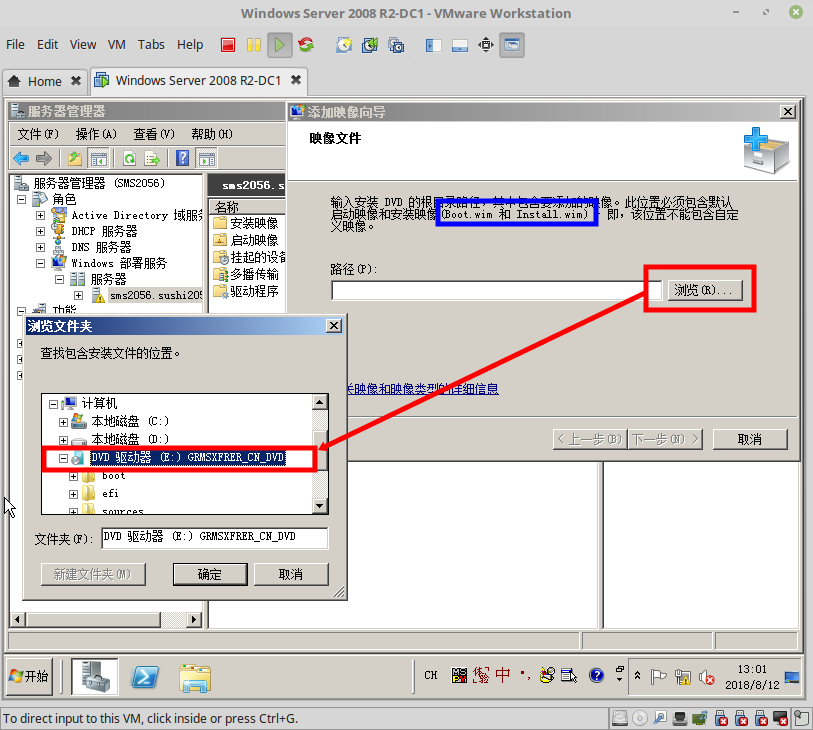 Windows Server 2008 R2-DC1 - VMware Workstation
File Edit View VM Tabs Help
Home
Windows Server 2008 R2-DC1
服务器管理器
文件(F) 操作(A) 查看(V) 帮助(H)
服务器管理器 (SMS2056)
角色
Active Directory 域服
DHCP 服务器
DNS 服务器
Windows 部署服务
服务器
sms2056.sushi205
功能
sms2056.s
名称
安装映像
启动映像
挂起的设备
多播传输
驱动程序
添加映像向导
映像文件
输入安装 DVD 的根目录路径，其中包含要添加的映像。此位置必须包含默认
启动映像和安装映像(Boot.wim 和 Install.wim) 即，该位置不能包含自定
义映像。
路径(P):
浏览(R)...
关映像和映像类型的详细信息
< 上一步(B) 下一步(N) > 取消
浏览文件夹
查找包含安装文件的位置。
计算机
本地磁盘 (C:)
本地磁盘 (D:)
DVD 驱动器 (E:) GRMSXFRER_CN_DVD
boot
efi
sources
文件夹(F): DVD 驱动器 (E:) GRMSXFRER_CN_DVD
新建文件夹(M) 确定 取消
开始
CH
中
13:01
2018/8/12
To direct input to this VM, click inside or press Ctrl+G.